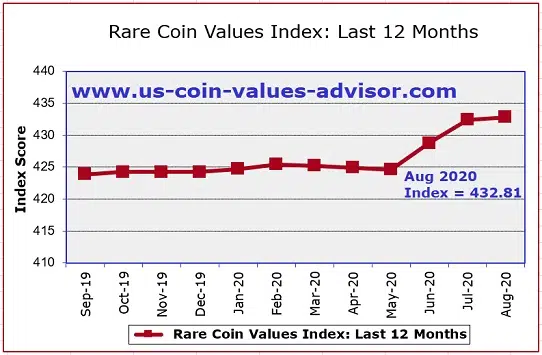 Rare Coin Values Index: Last 12 Months
www.us-coin-values-advisor.com
Index Score
440
435
430
425
420
415
410
Aug 2020
Index = 432.81
Sep-19
Oct-19
Nov-19
Dec-19
Jan-20
Feb-20
Mar-20
Apr-20
May-20
Jun-20
Jul-20
Aug-20
Rare Coin Values Index: Last 12 Months